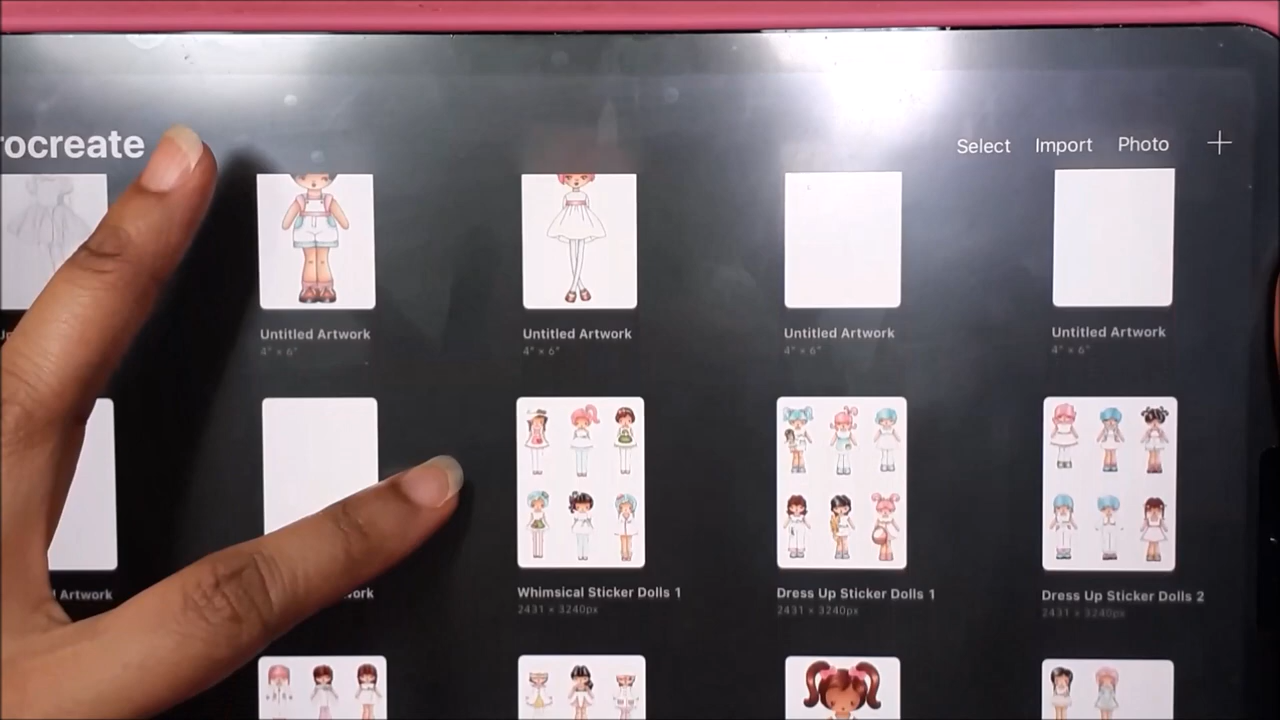 rocreate
Select Import Photo
Untitled Artwork
4" × 6"
Untitled Artwork
4" × 6"
Untitled Artwork
4" × 6"
Untitled Artwork
4" × 6"
Artwork
Whimsical Sticker Dolls 1
2431 × 3240px
Dress Up Sticker Dolls 1
2431 × 3240px
Dress Up Sticker Dolls 2
2431 × 3240px